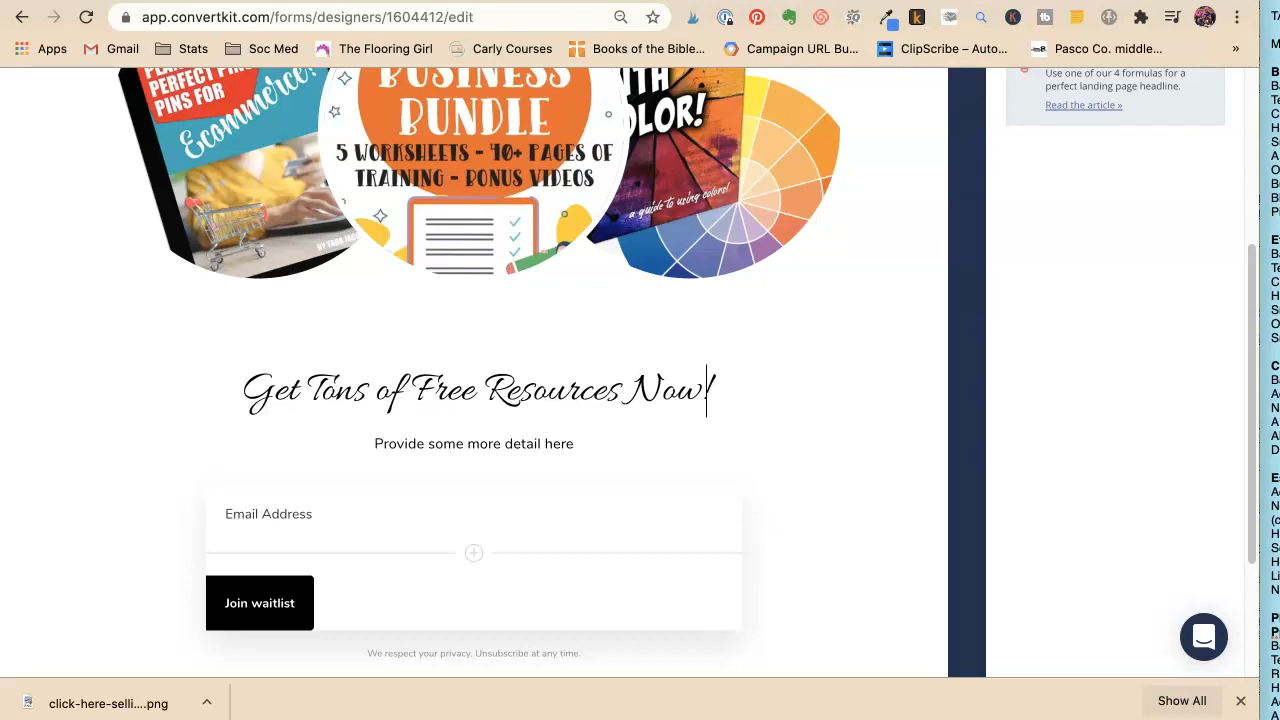 app.convertkit.com/forms/designers/1604412/edit
Apps Gmail Stats Soc Med The Flooring Girl Carly Courses Books of the Bible... Campaign URL Bu... ClipScribe – Auto... Pasco Co. middle... »
PERFECT PINS
PINS FOR
Ecommerce!
BUSINESS
BUNDLE
5 WORKSHEETS - 40+ PAGES OF
TRAINING - BONUS VIDEOS
a guide to using colors!
Use one of our 4 formulas for a
perfect landing page headline.
Read the article »
Get Tons of Free Resources Now!
Provide some more detail here
Email Address
Join waitlist
We respect your privacy. Unsubscribe at any time.
click-here-selli....png
Show All